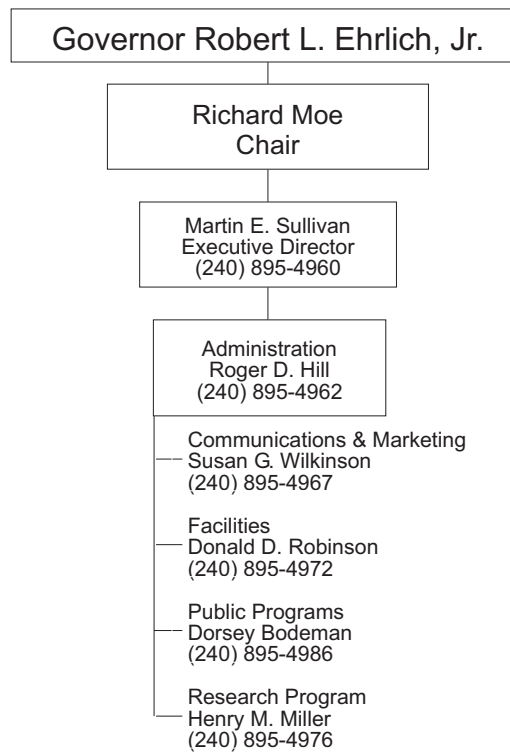 Governor Robert L. Ehrlich, Jr.
Richard Moe
Chair
Martin E. Sullivan
Executive Director
(240) 895-4960
Administration
Roger D. Hill
(240) 895-4962
Communications & Marketing
Susan G. Wilkinson
(240) 895-4967
Facilities
Donald D. Robinson
(240) 895-4972
Public Programs
Dorsey Bodeman
(240) 895-4986
Research Program
Henry M. Miller
(240) 895-4976